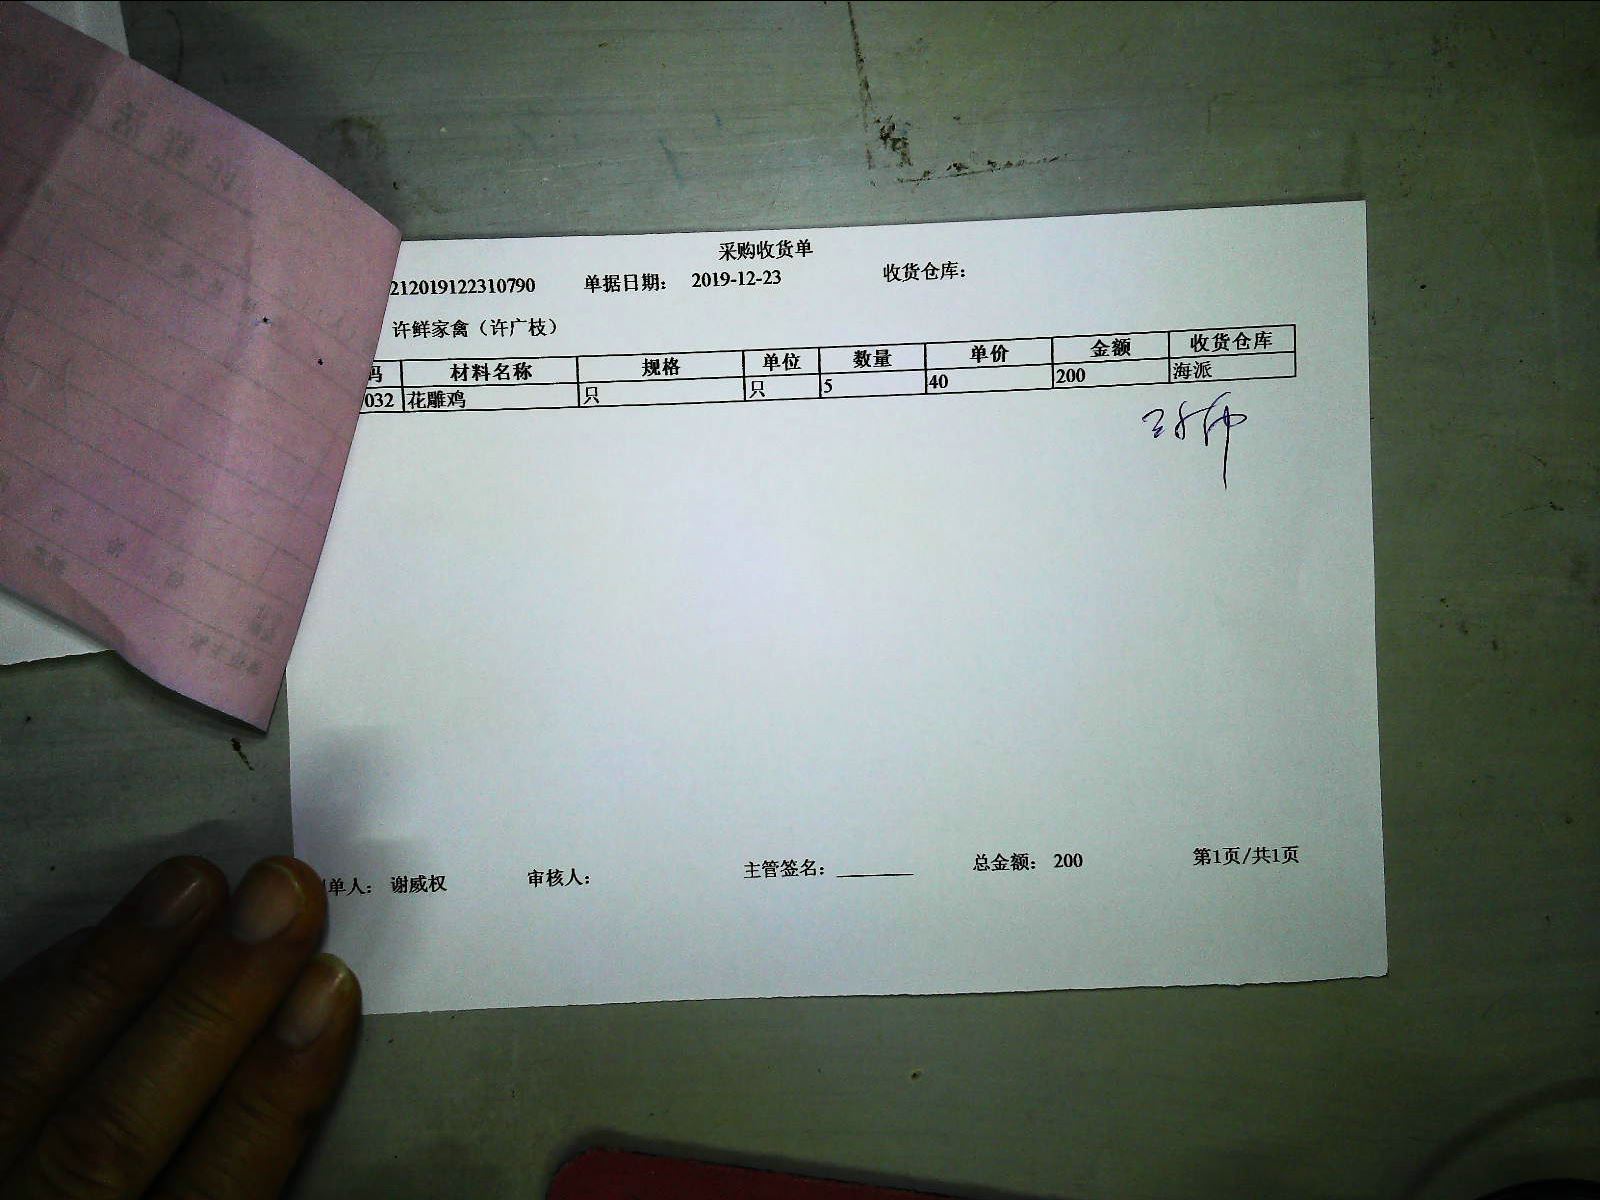 采购收货单
212019122310790 单据日期: 2019-12-23 收货仓库:
许鲜家禽（许广枝）
码 材料名称 规格 单位 数量 单价 金额 收货仓库
032 花雕鸡 只 只 5 40 200 海派
单人: 谢威权 审核人: 主管签名: 总金额: 200 第1页/共1页